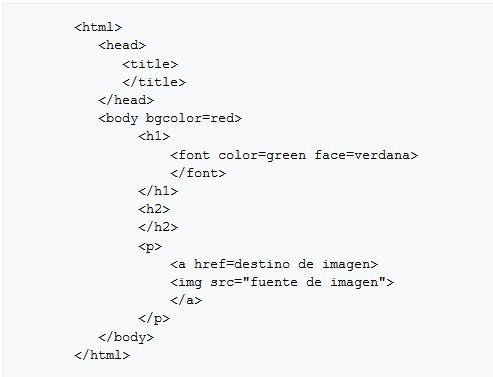 <html>
<head>
<title>
</title>
</head>
<body bgcolor=red>
<h1>
<font color=green face=verdana>
</font>
</h1>
<h2>
</h2>
<p>
<a href=destino de imagen>
<img src="fuente de imagen">
</a>
</p>
</body>
</html>